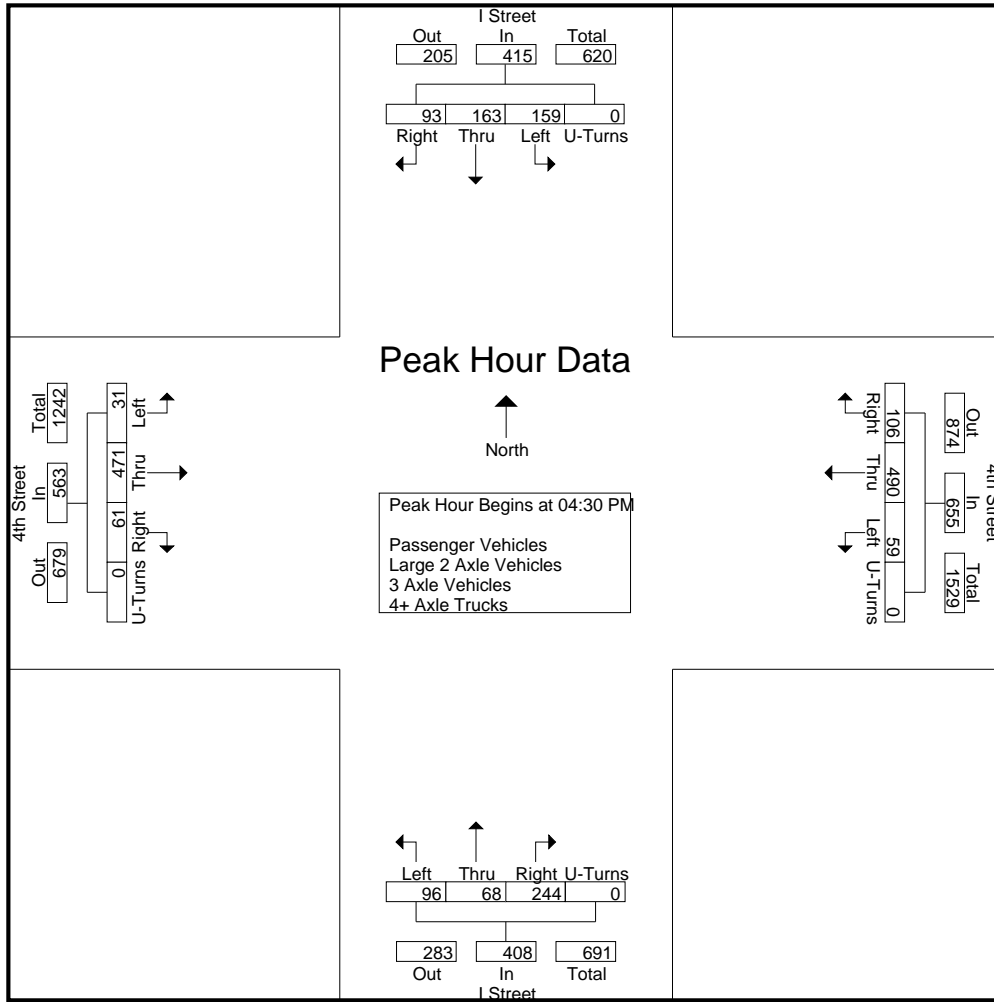 I Street
Out In Total
205 415 620
93 163 159 0
Right Thru Left U-Turns
Peak Hour Data
North
Peak Hour Begins at 04:30 PM
Passenger Vehicles
Large 2 Axle Vehicles
3 Axle Vehicles
4+ Axle Trucks
4th Street
Out In Total
679 563 1242
0 61 471 31
U-Turns Right Thru Left
4th Street
Out In Total
874 655 1529
106 490 59 0
Right Thru Left U-Turns
Left Thru Right U-Turns
96 68 244 0
283 408 691
Out In Total
I Street